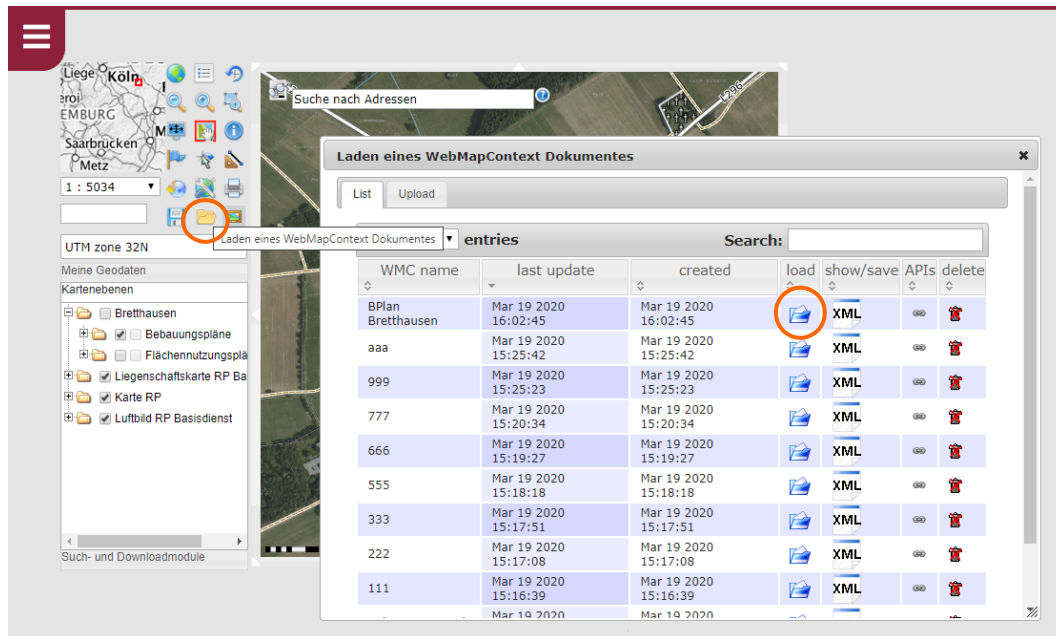 Liege Köln
EMBURG
Saarbrücken
Metz
1 : 5034
UTM zone 32N
Meine Geodaten
Kartenebenen
Bretthausen
Bebauungspläne
Flächennutzungsplä
Liegenschaftskarte RP Ba
Karte RP
Luftbild RP Basisdienst
Such- und Downloadmodule
Suche nach Adressen
L296
Laden eines WebMapContext Dokumentes
Laden eines WebMapContext Dokumentes
List Upload
entries Search:
WMC name last update created load show/save APIs delete
BPlan Mar 19 2020 Mar 19 2020
Bretthausen 16:02:45 16:02:45 XML
aaa Mar 19 2020 Mar 19 2020 XML
15:25:42 15:25:42
999 Mar 19 2020 Mar 19 2020 XML
15:25:23 15:25:23
777 Mar 19 2020 Mar 19 2020 XML
15:20:34 15:20:34
666 Mar 19 2020 Mar 19 2020 XML
15:19:27 15:19:27
555 Mar 19 2020 Mar 19 2020 XML
15:18:18 15:18:18
333 Mar 19 2020 Mar 19 2020 XML
15:17:51 15:17:51
222 Mar 19 2020 Mar 19 2020 XML
15:17:08 15:17:08
111 Mar 19 2020 Mar 19 2020 XML
15:16:39 15:16:39
Mar 19 2020 Mar 19 2020